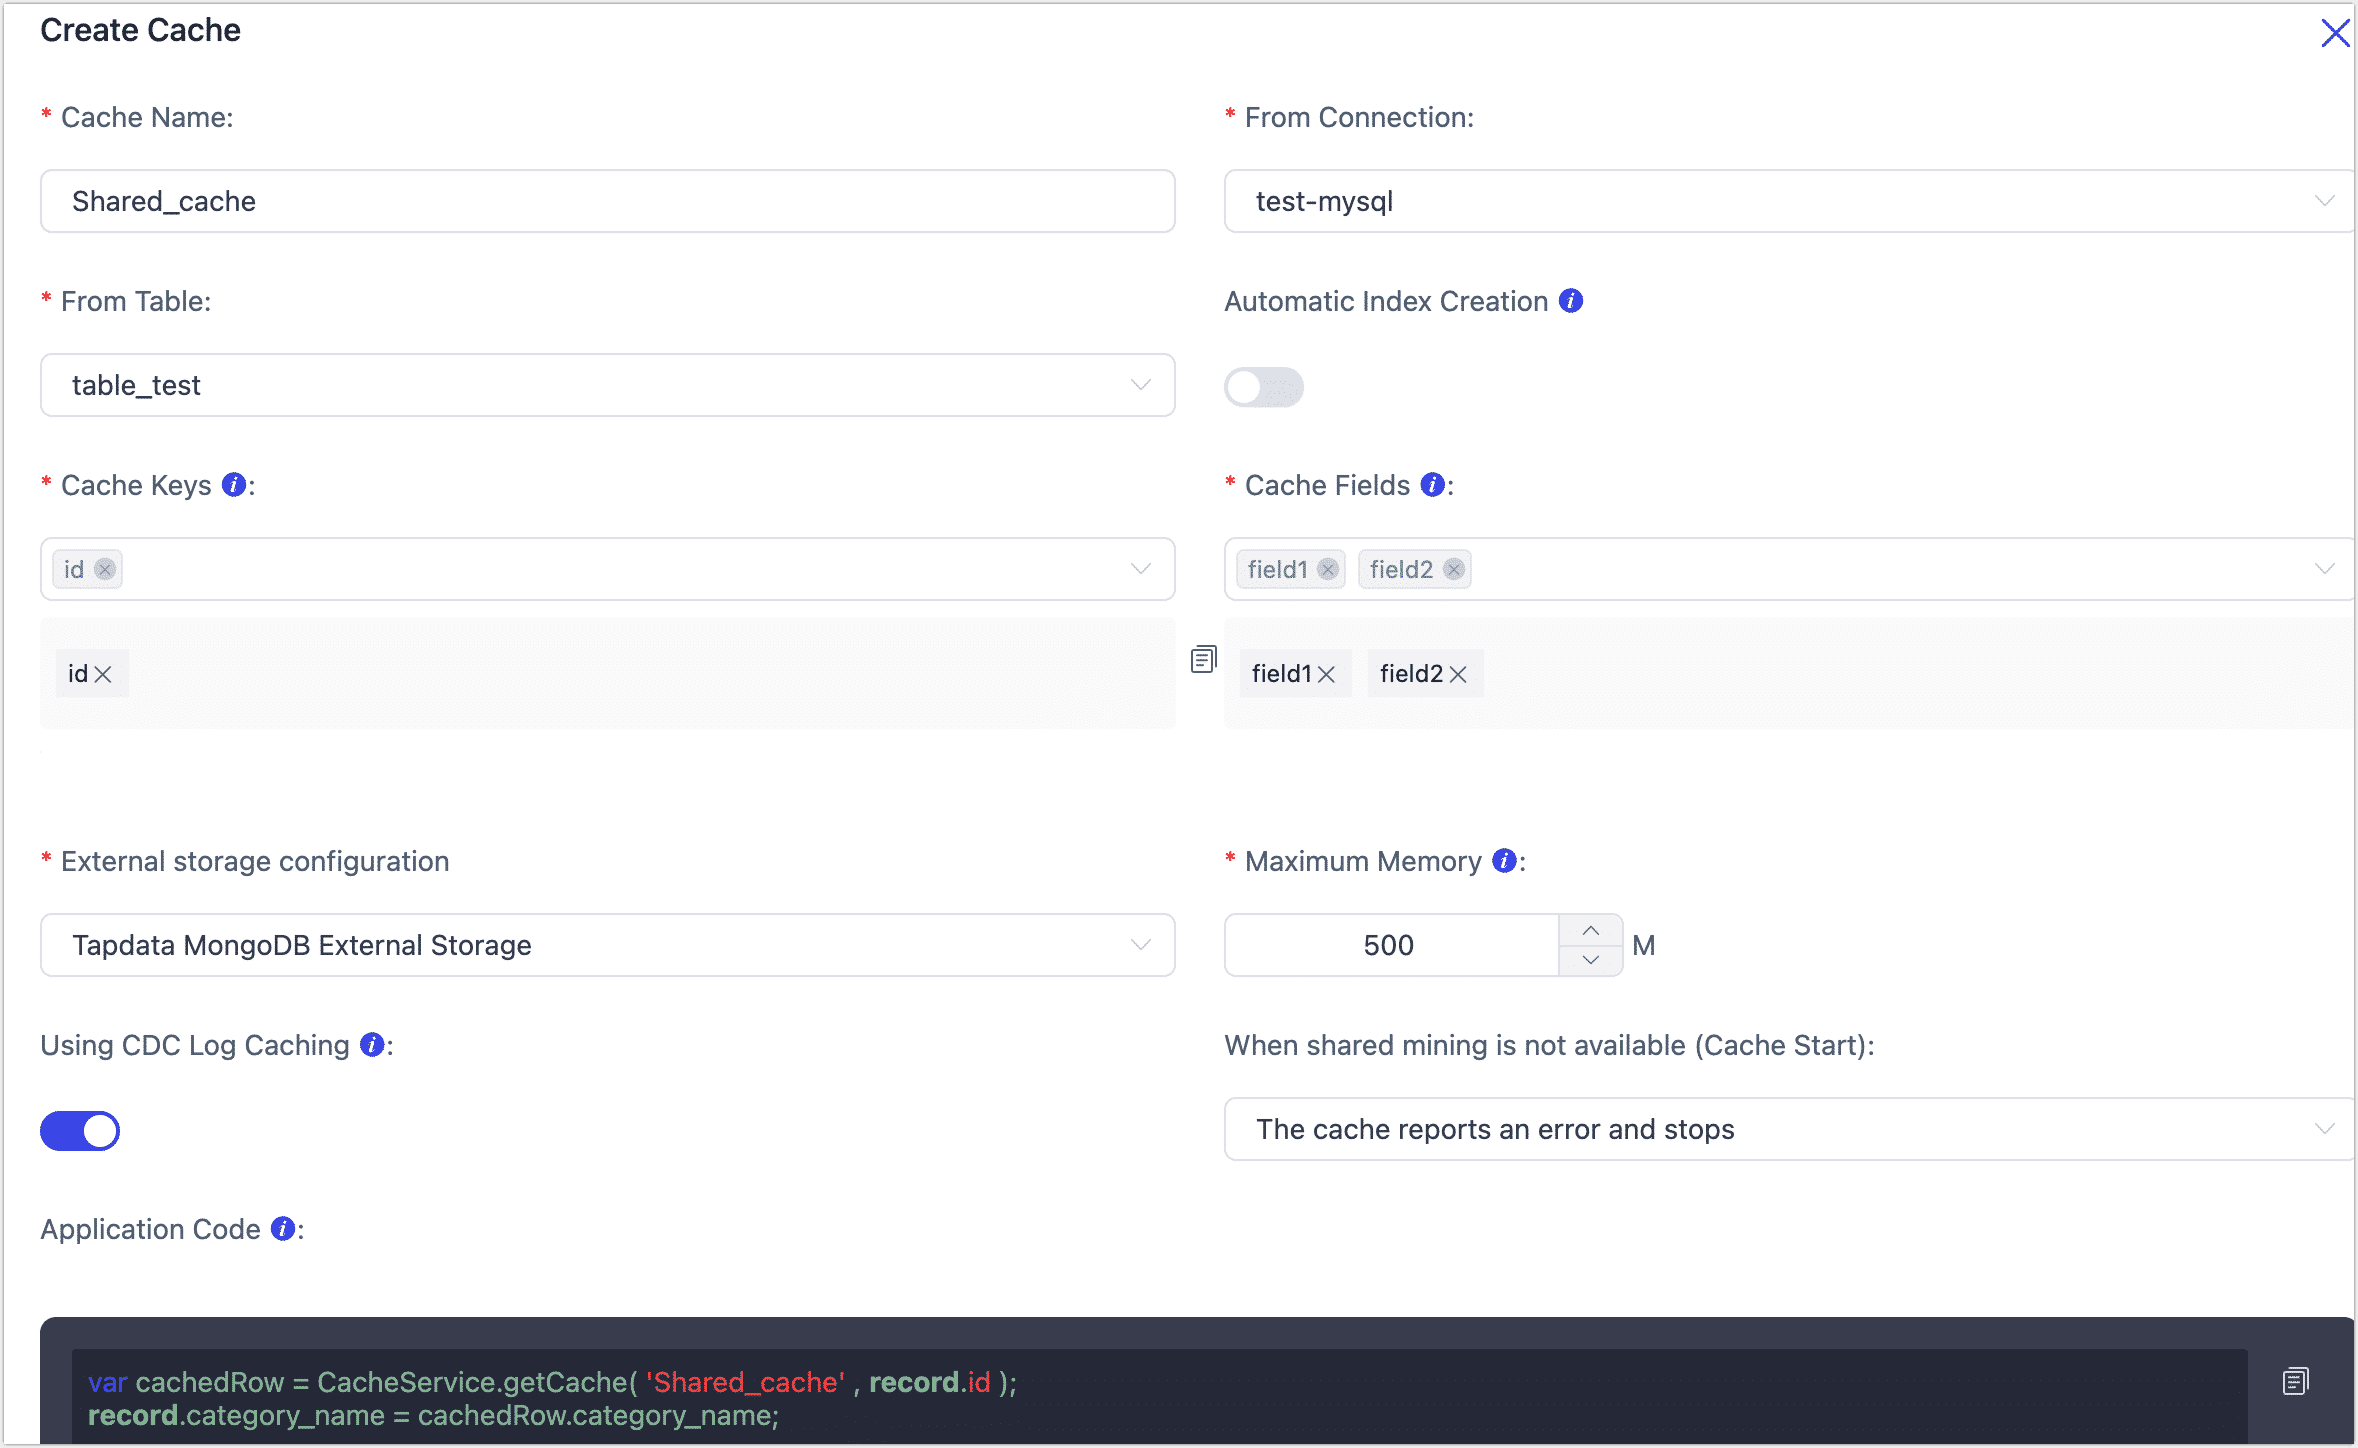 Create Cache
* Cache Name:
* From Connection:
Shared_cache
test-mysql
* From Table:
Automatic Index Creation i
table_test
* Cache Keys i:
* Cache Fields i:
id
field1 field2
id
field1 field2
* External storage configuration
* Maximum Memory i:
Tapdata MongoDB External Storage
500 M
Using CDC Log Caching i:
When shared mining is not available (Cache Start):
The cache reports an error and stops
Application Code i:
var cachedRow = CacheService.getCache( 'Shared_cache' , record.id );
record.category_name = cachedRow.category_name;